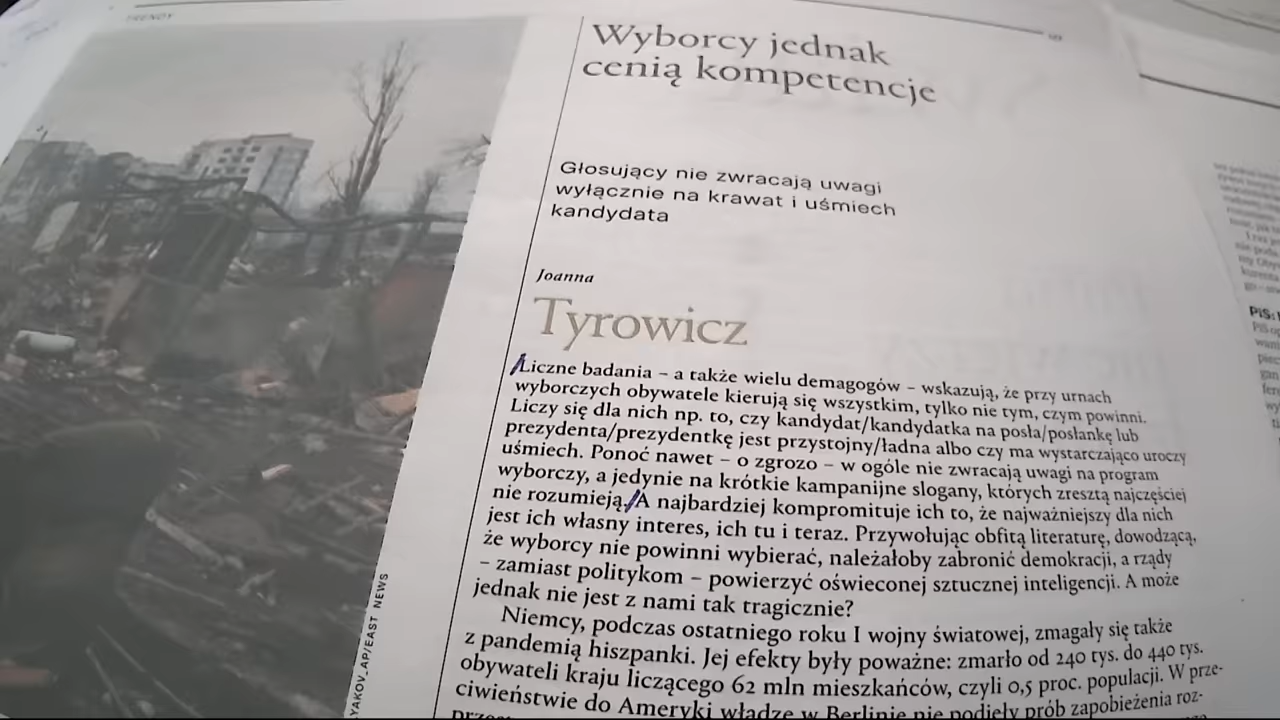 TRENDY
Wyborcy jednak
cenią kompetencje
Głosujący nie zwracają uwagi
wyłącznie na krawat i uśmiech
kandydata
Joanna
Tyrowicz
Liczne badania – a także wielu demagogów – wskazują, że przy urnach
wyborczych obywatele kierują się wszystkim, tylko nie tym, czym powinni.
Liczy się dla nich np. to, czy kandydat/kandydatka na posła/posłankę lub
prezydenta/prezydentkę jest przystojny/ładna albo czy ma wystarczająco uroczy
uśmiech. Ponoć nawet – o zgrozo – w ogóle nie zwracają uwagi na program
wyborczy, a jedynie na krótkie kampanijne slogany, których zresztą najczęściej
nie rozumieją. A najbardziej kompromituje ich to, że najważniejszy dla nich
jest ich własny interes, ich tu i teraz. Przywołując obfitą literaturę, dowodzącą,
że wyborcy nie powinni wybierać, należałoby zabronić demokracji, a rządy
– zamiast politykom – powierzyć oświeconej sztucznej inteligencji. A może
jednak nie jest z nami tak tragicznie?
Niemcy, podczas ostatniego roku I wojny światowej, zmagały się także
z pandemią hiszpanki. Jej efekty były poważne: zmarło od 240 tys. do 440 tys.
obywateli kraju liczącego 62 mln mieszkańców, czyli 0,5 proc. populacji. W prze-
ciwieństwie do Ameryki władze w Berlinie nie podjęły prób zapobieżenia roz-
YAKOV_AP/EAST NEWS
PiS: